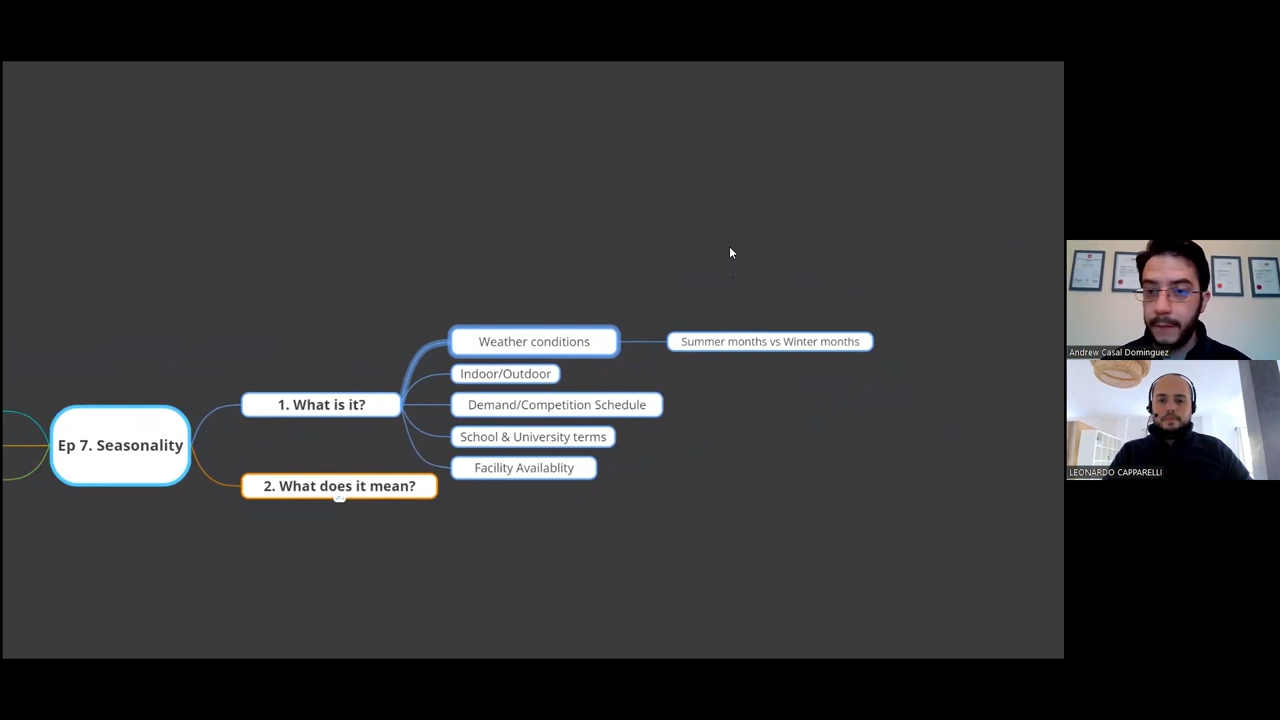 Weather conditions
Summer months vs Winter months
Indoor/Outdoor
1. What is it?
Demand/Competition Schedule
School & University terms
Ep 7. Seasonality
Facility Availablity
2. What does it mean?
Andrew Casal Dominguez
LEONARDO CAPPARELLI